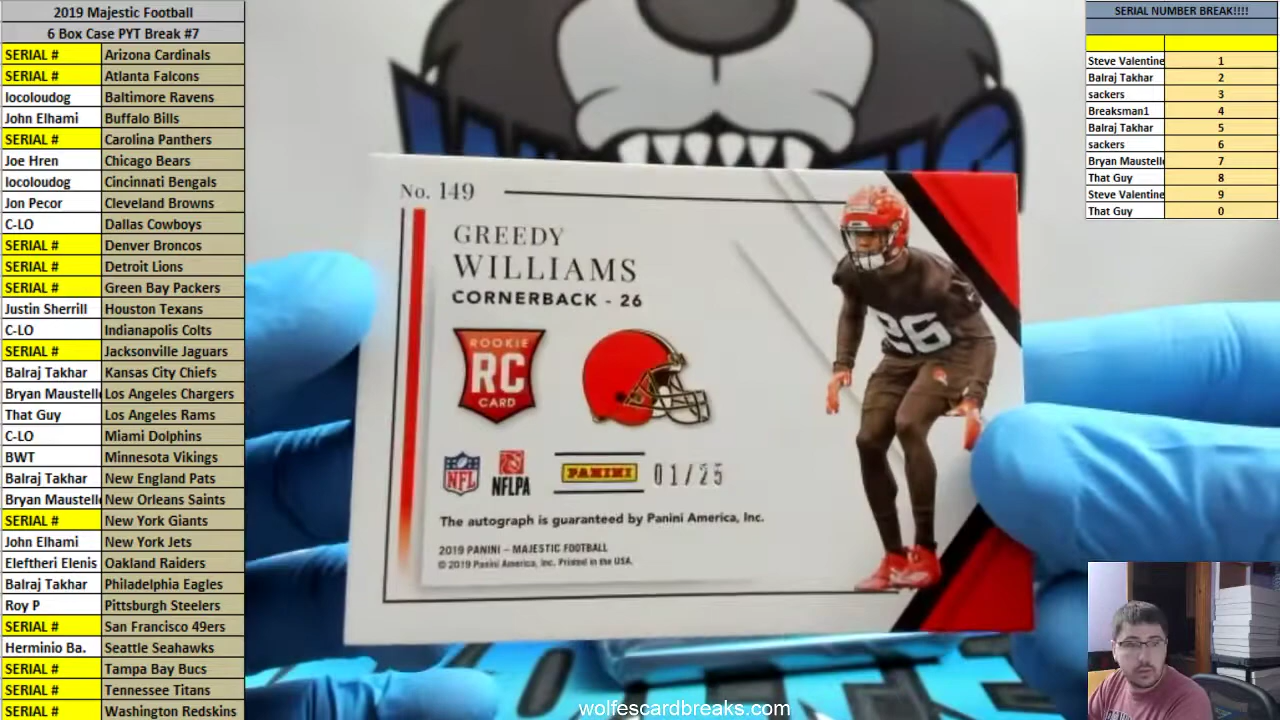 2019 Majestic Football
6 Box Case PYT Break #7
SERIAL # Arizona Cardinals
SERIAL # Atlanta Falcons
locoloudog Baltimore Ravens
John Elhami Buffalo Bills
SERIAL # Carolina Panthers
Joe Hren Chicago Bears
locoloudog Cincinnati Bengals
Jon Pecor Cleveland Browns
C-LO Dallas Cowboys
SERIAL # Denver Broncos
SERIAL # Detroit Lions
SERIAL # Green Bay Packers
Justin Sherrill Houston Texans
C-LO Indianapolis Colts
SERIAL # Jacksonville Jaguars
Balraj Takhar Kansas City Chiefs
Bryan Maustelle Los Angeles Chargers
That Guy Los Angeles Rams
C-LO Miami Dolphins
BWT Minnesota Vikings
Balraj Takhar New England Pats
Bryan Maustelle New Orleans Saints
SERIAL # New York Giants
John Elhami New York Jets
Eleftheri Elenis Oakland Raiders
Balraj Takhar Philadelphia Eagles
Roy P Pittsburgh Steelers
SERIAL # San Francisco 49ers
Herminio Ba. Seattle Seahawks
SERIAL # Tampa Bay Bucs
SERIAL # Tennessee Titans
SERIAL # Washington Redskins
No. 149
GREEDY
WILLIAMS
CORNERBACK - 26
ROOKIE
RC
CARD
26
NFL
NFLPA
PANINI
01/25
The autograph is guaranteed by Panini America, Inc.
2019 PANINI – MAJESTIC FOOTBALL
© 2019 Panini America, Inc. Printed in the USA.
wolfescardbreaks.com
SERIAL NUMBER BREAK!!!!
Steve Valentine 1
Balraj Takhar 2
sackers 3
Breaksman1 4
Balraj Takhar 5
sackers 6
Bryan Maustelle 7
That Guy 8
Steve Valentine 9
That Guy 0